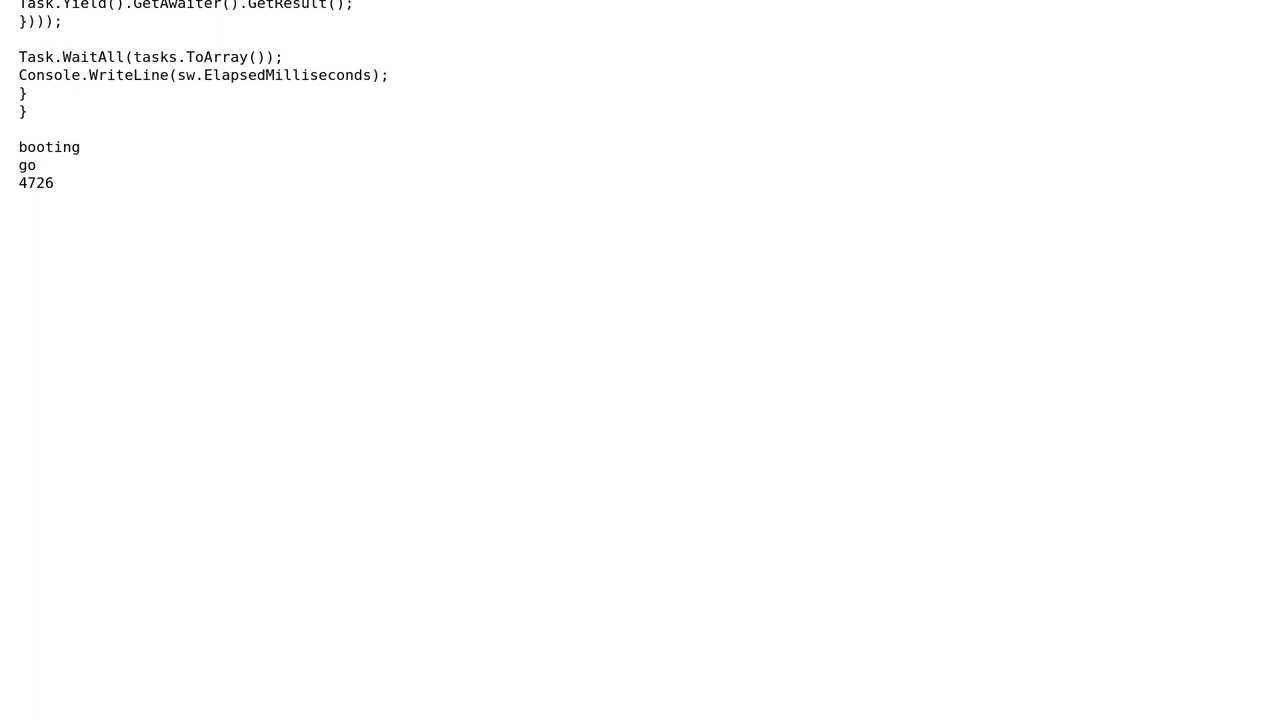 Task.Yield().GetAwaiter().GetResult();
})));

Task.WaitAll(tasks.ToArray());
Console.WriteLine(sw.ElapsedMilliseconds);
}
}

booting
go
4726